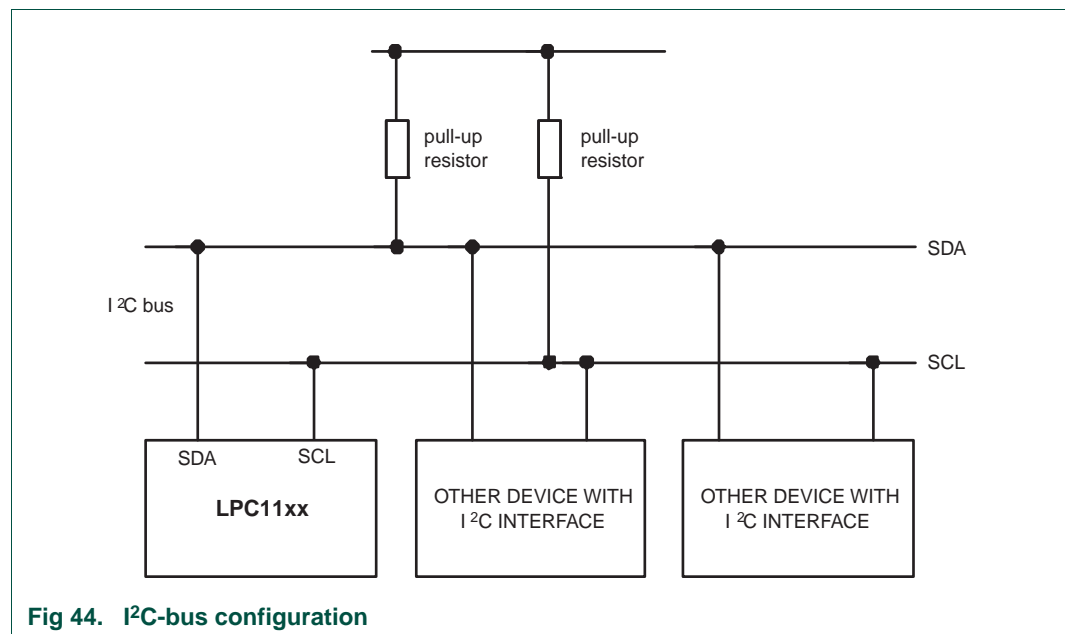 pull-up
resistor
pull-up
resistor
SDA
I ²C bus
SCL
SDA SCL
LPC11xx
OTHER DEVICE WITH
I ²C INTERFACE
OTHER DEVICE WITH
I ²C INTERFACE
Fig 44. I²C-bus configuration